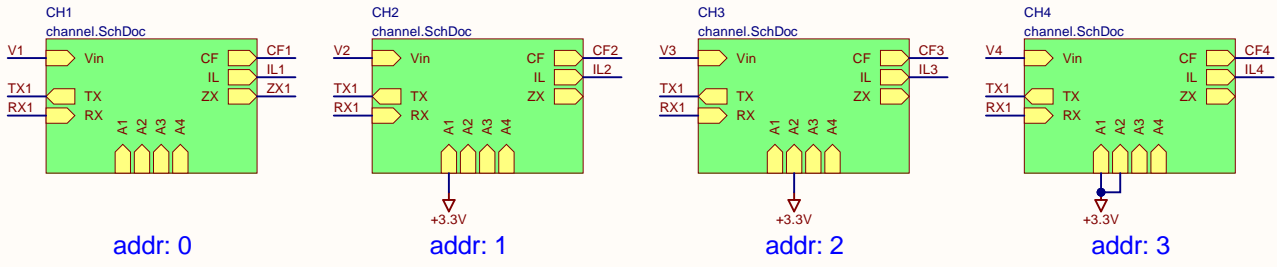 CH1
channel.SchDoc
V1 Vin CF CF1
IL IL1
TX1 TX ZX ZX1
RX1 RX
A1 A2 A3 A4
addr: 0
CH2
channel.SchDoc
V2 Vin CF CF2
IL IL2
TX1 TX ZX
RX1 RX
A1 A2 A3 A4
+3.3V
addr: 1
CH3
channel.SchDoc
V3 Vin CF CF3
IL IL3
TX1 TX ZX
RX1 RX
A1 A2 A3 A4
+3.3V
addr: 2
CH4
channel.SchDoc
V4 Vin CF CF4
IL IL4
TX1 TX ZX
RX1 RX
A1 A2 A3 A4
+3.3V
addr: 3